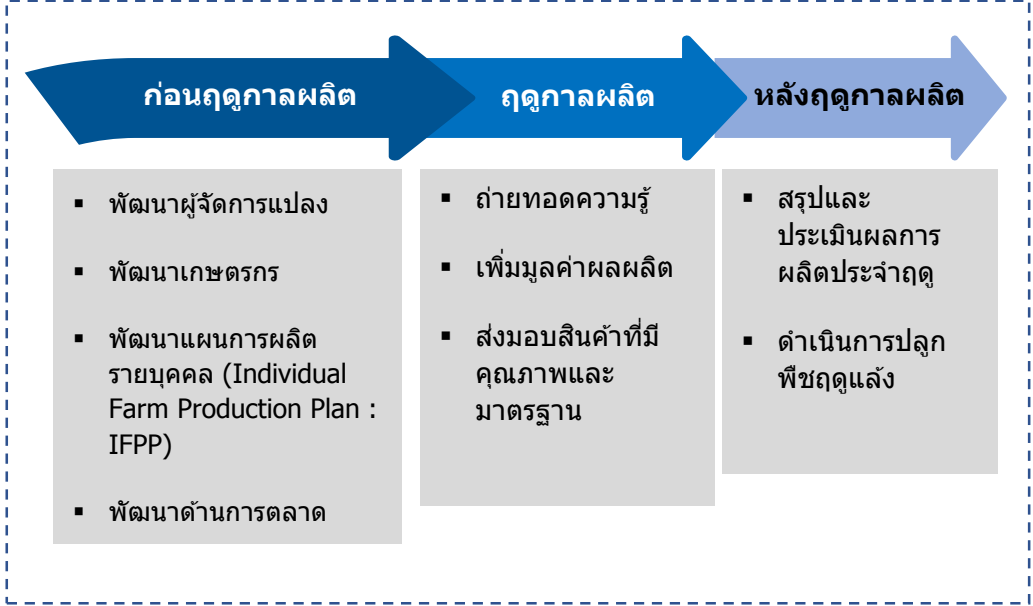 ก่อนฤดูกาลผลิต
ฤดูกาลผลิต
หลังฤดูกาลผลิต
▪ พัฒนาผู้จัดการแปลง
▪ พัฒนาเกษตรกร
▪ พัฒนาแผนการผลิต
รายบุคคล (Individual
Farm Production Plan :
IFPP)
▪ พัฒนาด้านการตลาด
▪ ถ่ายทอดความรู้
▪ เพิ่มมูลค่าผลผลิต
▪ ส่งมอบสินค้าที่มี
คุณภาพและ
มาตรฐาน
▪ สรุปและ
ประเมินผลการ
ผลิตประจำฤดู
▪ ดำเนินการปลูก
พืชฤดูแล้ง